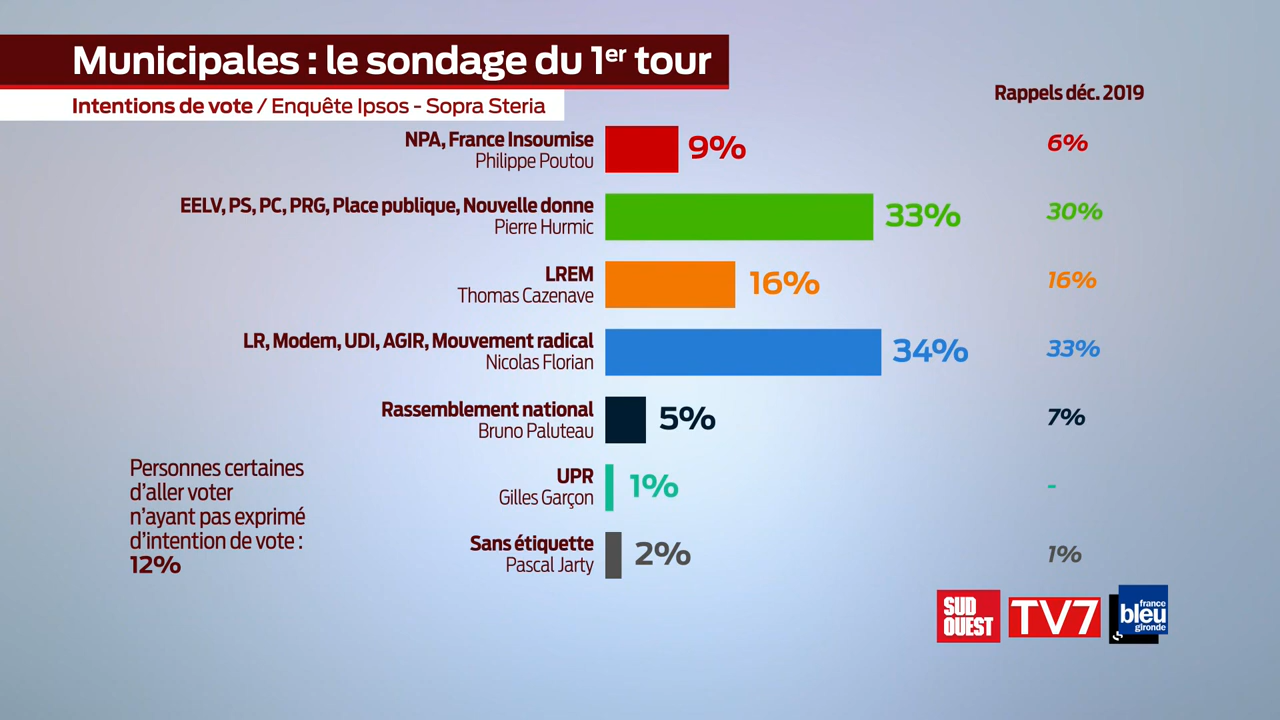 Municipales : le sondage du 1er tour
Intentions de vote / Enquête Ipsos - Sopra Steria
Rappels déc. 2019
NPA, France Insoumise
Philippe Poutou
9%
6%
EELV, PS, PC, PRG, Place publique, Nouvelle donne
Pierre Hurmic
33%
30%
LREM
Thomas Cazenave
16%
16%
LR, Modem, UDI, AGIR, Mouvement radical
Nicolas Florian
34%
33%
Rassemblement national
Bruno Paluteau
5%
7%
UPR
Gilles Garçon
1%
-
Sans étiquette
Pascal Jarty
2%
1%
Personnes certaines
d'aller voter
n'ayant pas exprimé
d'intention de vote :
12%
SUD
OUEST
TV7
france
bleu
gironde